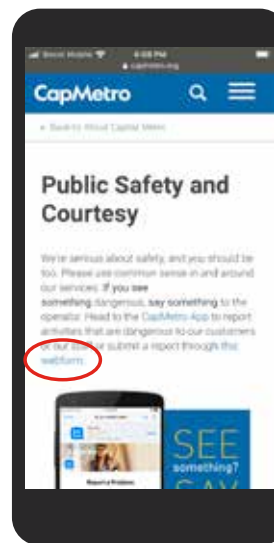 CapMetro
Public Safety and
Courtesy
We're serious about safety, and you should be
too. Please use common sense in and around
our services. If you see
something dangerous, say something to the
operator. Head to the CapMetro App to report
activities that are dangerous to our customers
or our staff or submit a report through this
webform.
Report a Problem
SEE
something?
SAY